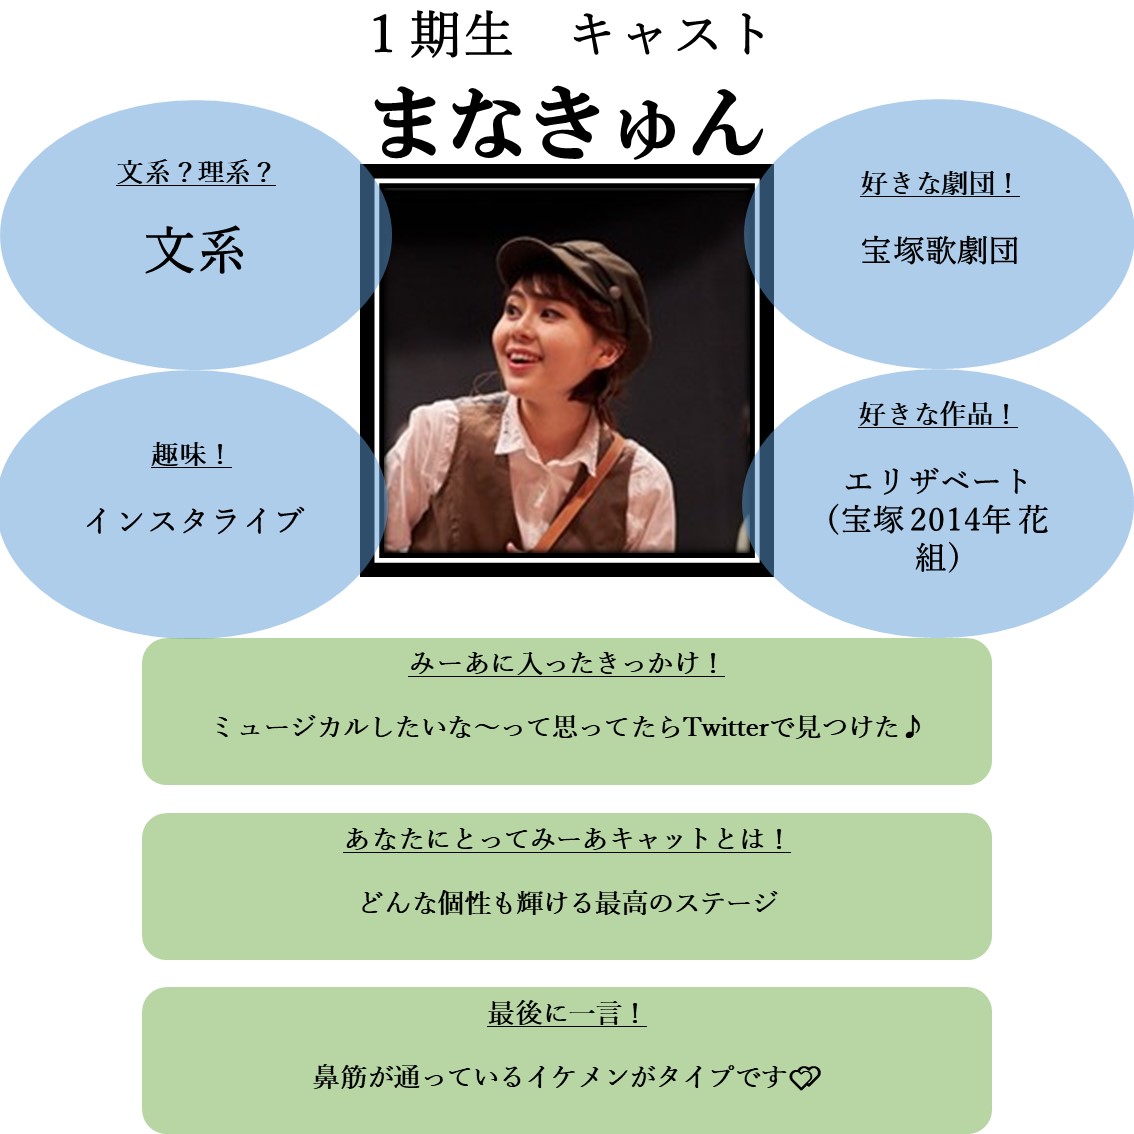 １期生　キャスト
まなきゅん
文系？理系？
文系
好きな劇団！
宝塚歌劇団
趣味！
インスタライブ
好きな作品！
エリザベート
（宝塚2014年花
組）
みーあに入ったきっかけ！
ミュージカルしたいな〜って思ってたらTwitterで見つけた♪
あなたにとってみーあキャットとは！
どんな個性も輝ける最高のステージ
最後に一言！
鼻筋が通っているイケメンがタイプです💕